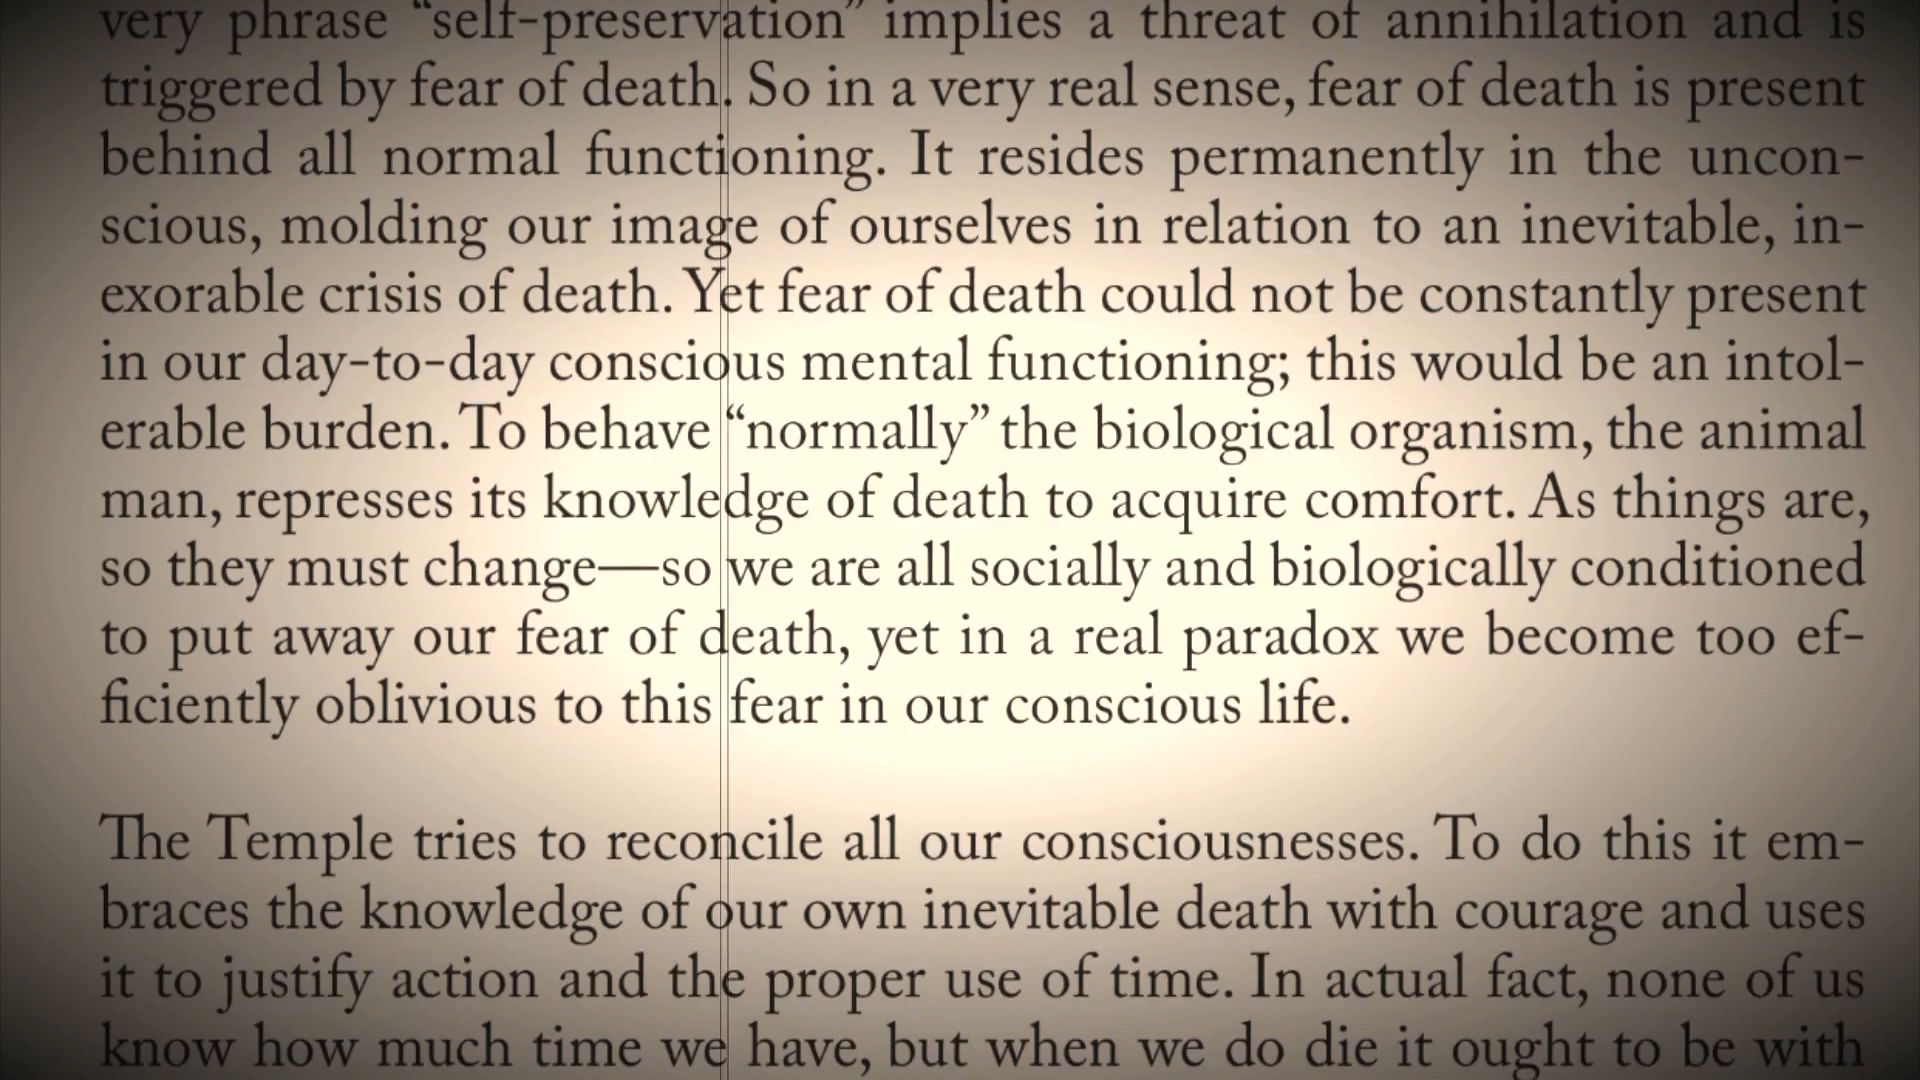 very phrase “self-preservation” implies a threat of annihilation and is
triggered by fear of death. So in a very real sense, fear of death is present
behind all normal functioning. It resides permanently in the uncon-
scious, molding our image of ourselves in relation to an inevitable, in-
exorable crisis of death. Yet fear of death could not be constantly present
in our day-to-day conscious mental functioning; this would be an intol-
erable burden. To behave “normally” the biological organism, the animal
man, represses its knowledge of death to acquire comfort. As things are,
so they must change—so we are all socially and biologically conditioned
to put away our fear of death, yet in a real paradox we become too ef-
ficiently oblivious to this fear in our conscious life.
The Temple tries to reconcile all our consciousnesses. To do this it em-
braces the knowledge of our own inevitable death with courage and uses
it to justify action and the proper use of time. In actual fact, none of us
know how much time we have, but when we do die it ought to be with